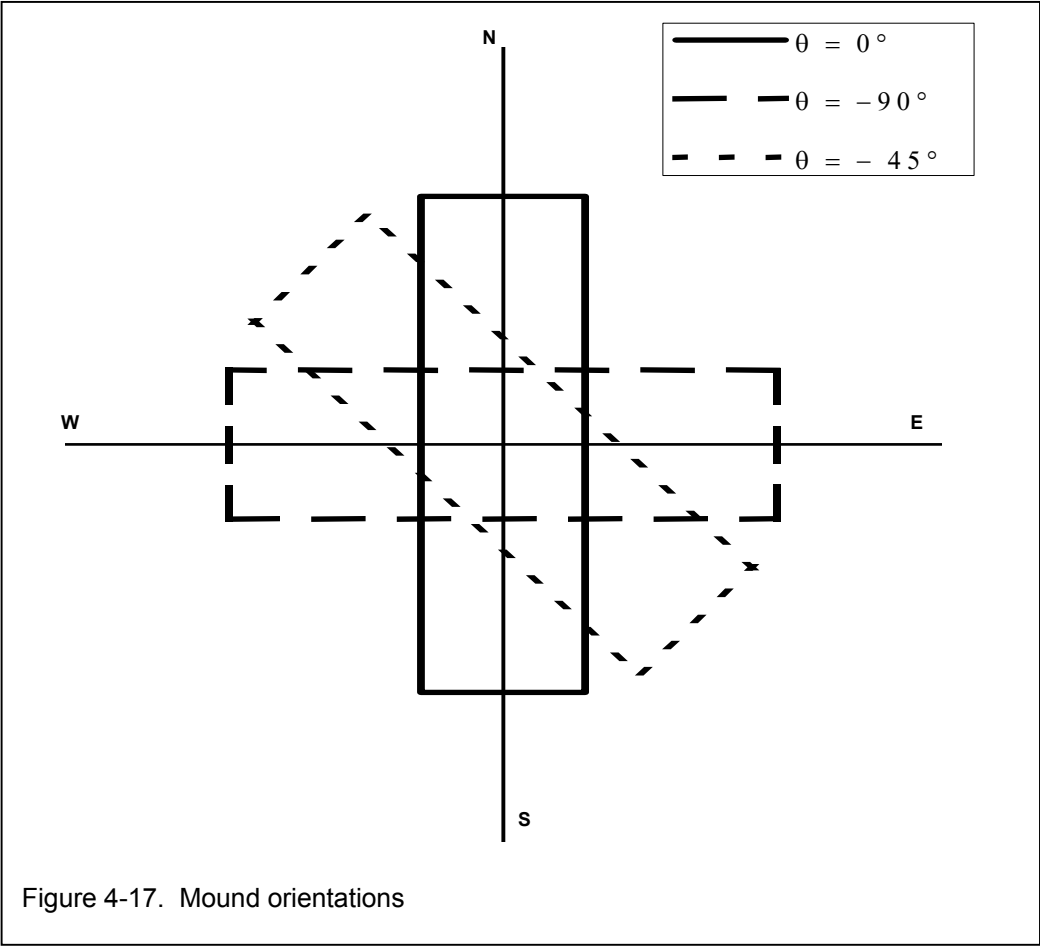 N
θ = 0°
θ = −90°
θ = − 45°
W
E
S
Figure 4-17. Mound orientations